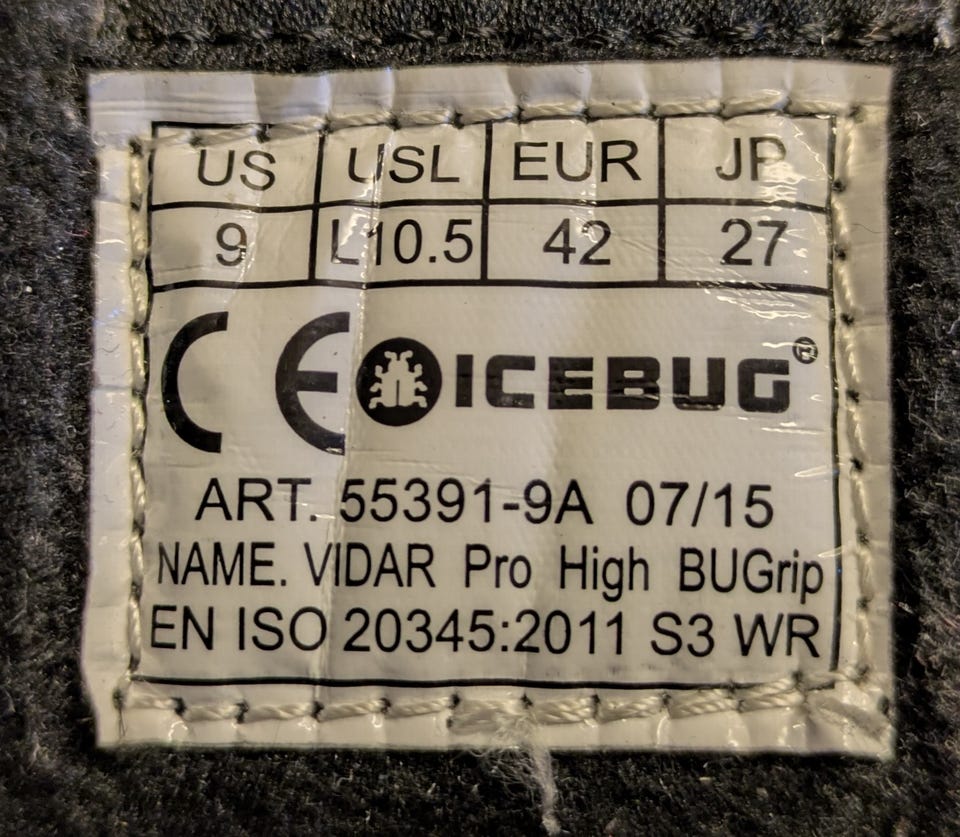 US USL EUR JP
9 L10.5 42 27
CE ICEBUG®
ART. 55391-9A 07/15
NAME. VIDAR Pro High BUGrip
EN ISO 20345:2011 S3 WR